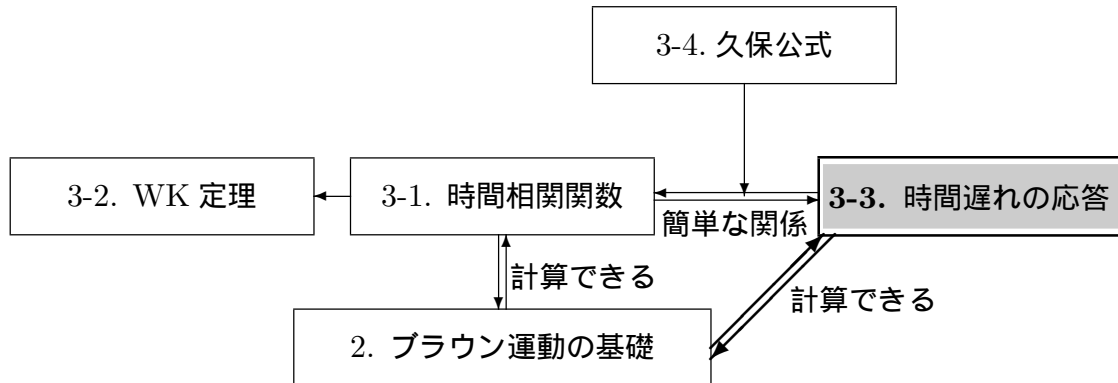 3-4. 久保公式
3-2. WK 定理
3-1. 時間相関関数
3-3. 時間遅れの応答
簡単な関係
計算できる
計算できる
2. ブラウン運動の基礎